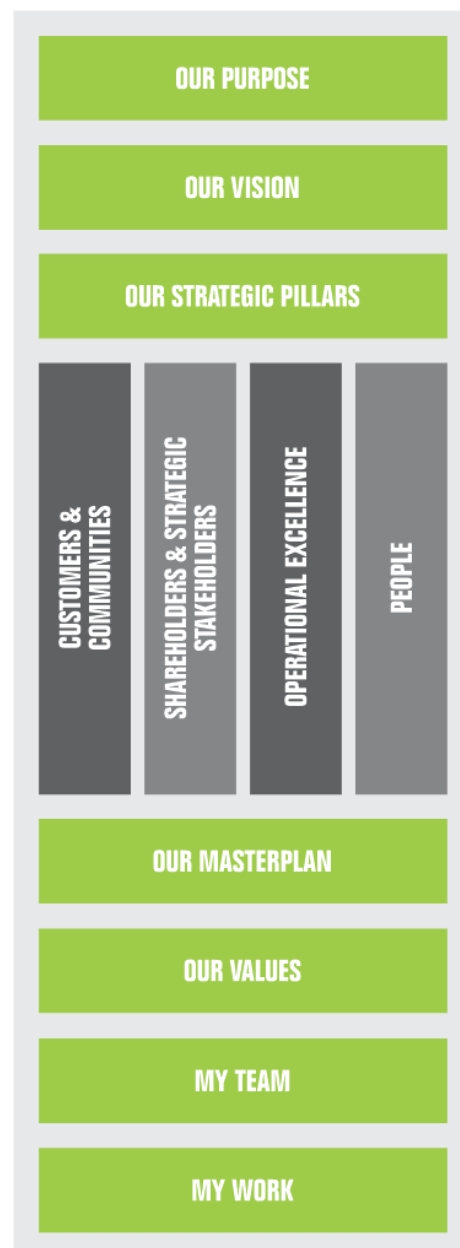 OUR PURPOSE
OUR VISION
OUR STRATEGIC PILLARS
CUSTOMERS &
COMMUNITIES
SHAREHOLDERS & STRATEGIC
STAKEHOLDERS
OPERATIONAL EXCELLENCE
PEOPLE
OUR MASTERPLAN
OUR VALUES
MY TEAM
MY WORK